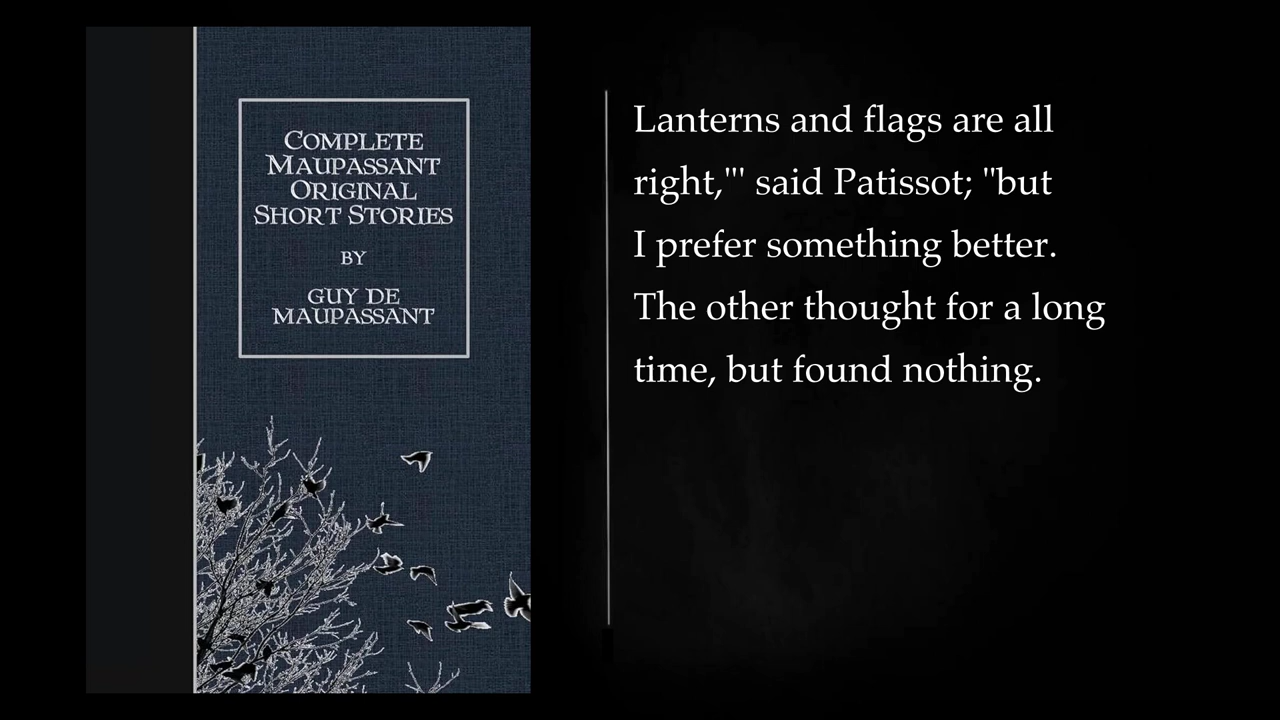 COMPLETE
MAUPASSANT
ORIGINAL
SHORT STORIES
BY
GUY DE
MAUPASSANT
Lanterns and flags are all
right,"' said Patissot; "but
I prefer something better.
The other thought for a long
time, but found nothing.